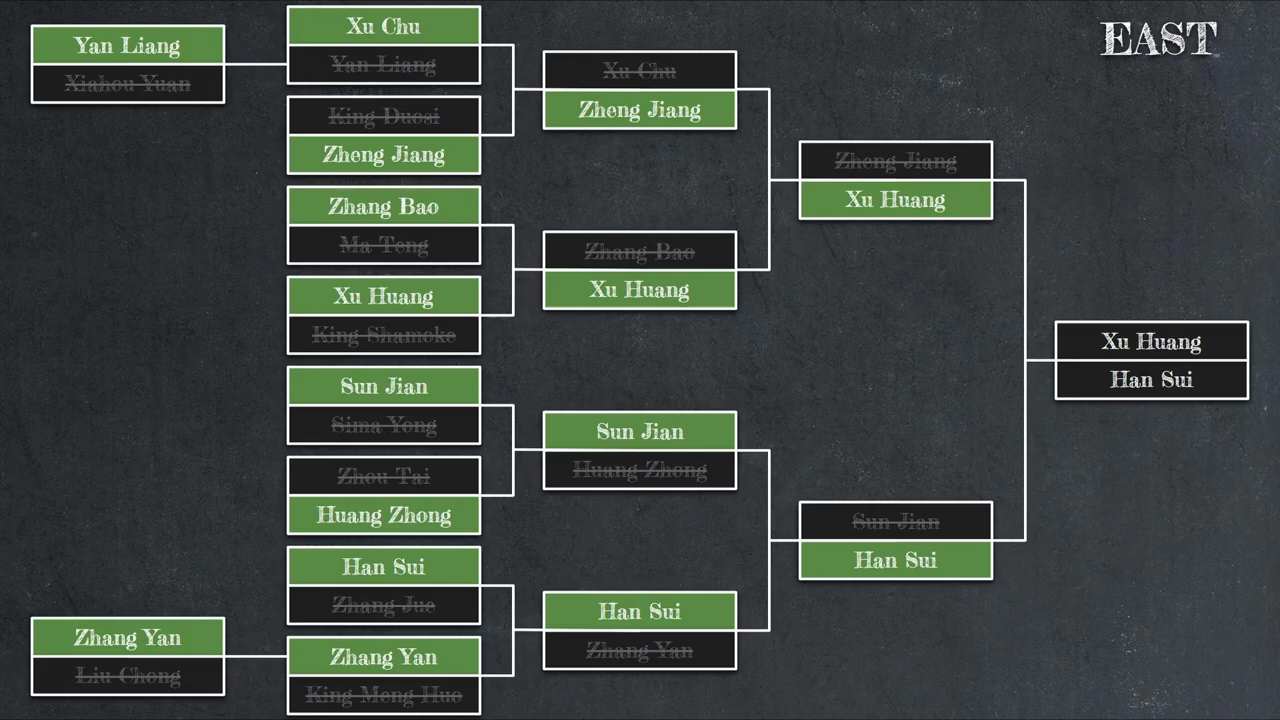 EAST
Yan Liang
Xiahou Yuan
Zhang Yan
Liu Chong
Xu Chu
Yan Liang
King Duosi
Zheng Jiang
Zhang Bao
Ma Teng
Xu Huang
King Shamoke
Sun Jian
Sima Yong
Zhou Tai
Huang Zhong
Han Sui
Zhang Jue
Zhang Yan
King Meng Huo
Xu Chu
Zheng Jiang
Zhang Bao
Xu Huang
Sun Jian
Huang Zhong
Han Sui
Zhang Yan
Zheng Jiang
Xu Huang
Sun Jian
Han Sui
Xu Huang
Han Sui